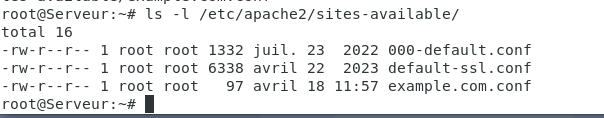 root@Serveur:~# ls -l /etc/apache2/sites-available/
total 16
-rw-r--r-- 1 root root 1332 juil. 23  2022 000-default.conf
-rw-r--r-- 1 root root 6338 avril 22  2023 default-ssl.conf
-rw-r--r-- 1 root root   97 avril 18 11:57 example.com.conf
root@Serveur:~#